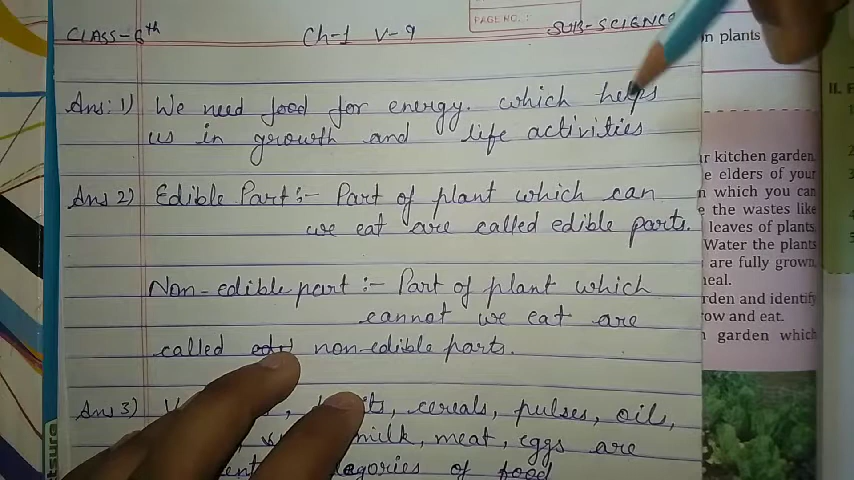 PAGE NO. :
CLASS-6th Ch-1 V-9 SUB-SCIENCE
Ans:1) We need food for energy. which helps
us in growth and life activities
Ans 2) Edible Part:- Part of plant which can
we eat are called edible parts.
Non-edible part :- Part of plant which
cannot we eat are
called non-edible parts.
Ans 3) cereals, pulses, oil,
milk, meat, eggs are
of food
n plants
II.
r kitchen garden.
e elders of your
n which you can
e the wastes like
leaves of plants.
Water the plants
are fully grown,
neal.
rden and identify
ow and eat.
garden which